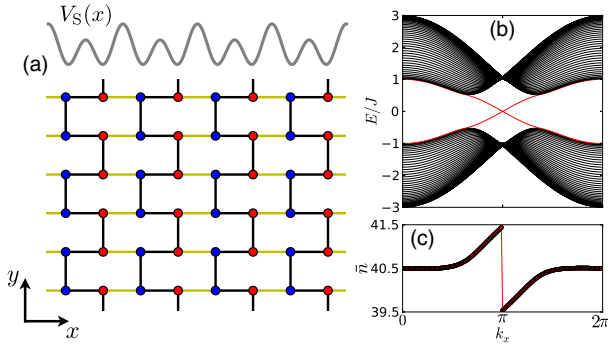 V_S(x)
(a)
y
x
(b)
E/J
3
2
1
0
−1
−2
−3
(c)
n̄
41.5
40.5
39.5
0
π
2π
k_x